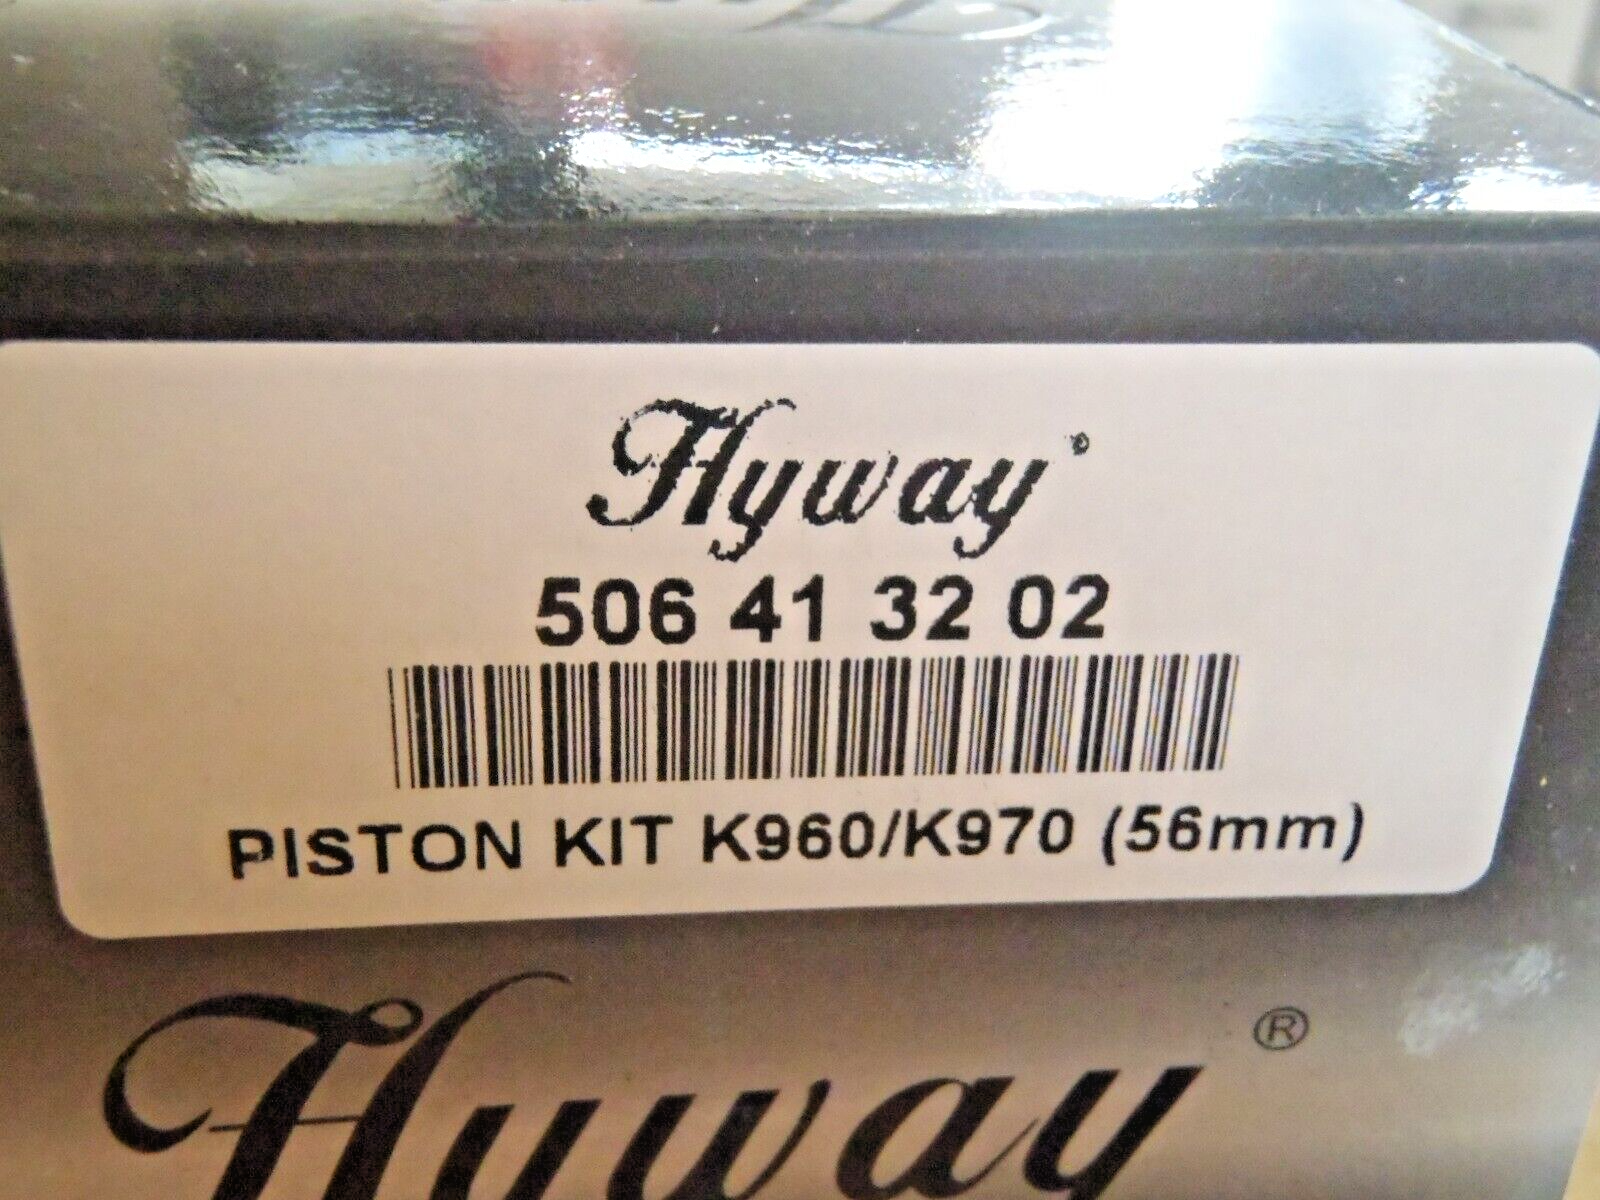 Hyway®
506 41 32 02
PISTON KIT K960/K970 (56mm)
Hyway®